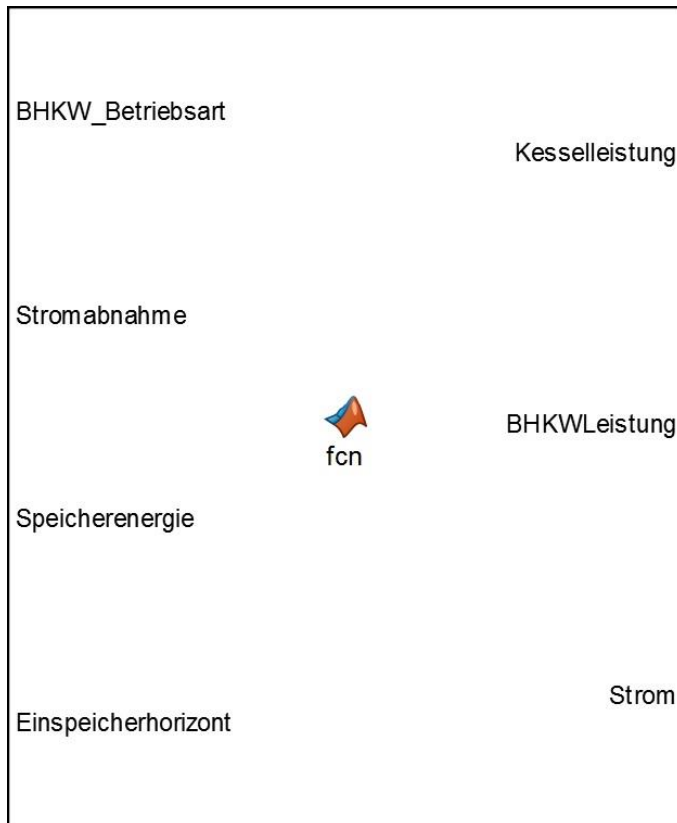 BHKW_Betriebsart
Kesselleistung
Stromabnahme
BHKWLeistung
fcn
Speicherenergie
Strom
Einspeicherhorizont